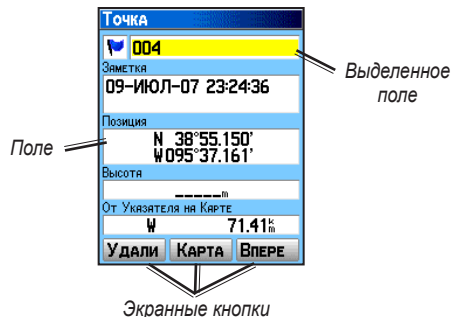 Точка
004
Заметка
09-ИЮЛ-07 23:24:36
Позиция
N 38°55.150'
W095°37.161'
Высота
_____m
От Указателя на Карте
W 71.41km
Удали Карта Впере
Выделенное
поле
Поле
Экранные кнопки